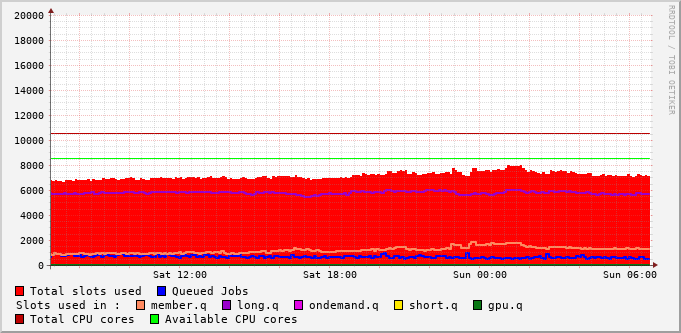 RRDTOOL / TOBI OETIKER
20000
18000
16000
14000
12000
10000
8000
6000
4000
2000
0
Sat 12:00 Sat 18:00 Sun 00:00 Sun 06:00
Total slots used Queued Jobs
Slots used in : member.q long.q ondemand.q short.q gpu.q
Total CPU cores Available CPU cores